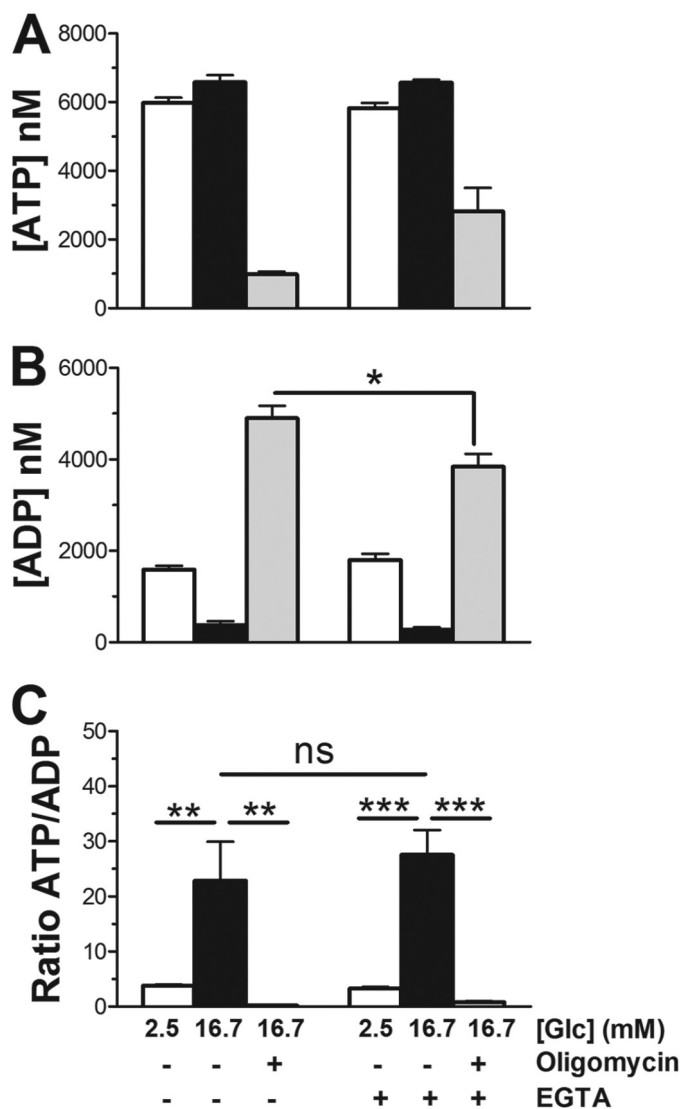 A
8000
6000
4000
2000
0
[ATP] nM
B
6000
4000
2000
0
[ADP] nM
*
C
50
40
30
20
10
0
Ratio ATP/ADP
ns
** ** *** ***
2.5 16.7 16.7 2.5 16.7 16.7 [Glc] (mM)
- - + - - + Oligomycin
- - - + + + EGTA